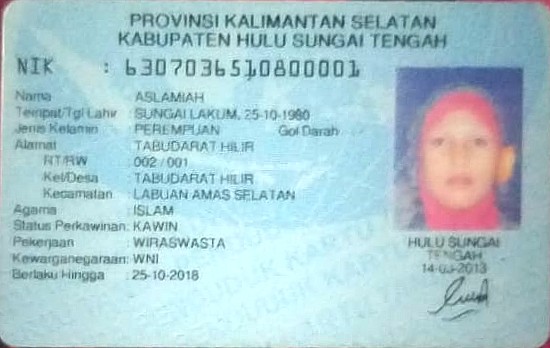 PROVINSI KALIMANTAN SELATAN
KABUPATEN HULU SUNGAI TENGAH
NIK : 6307036510800001
Nama : ASLAMIAH
Tempat/Tgl Lahir : SUNGAI LAKUM, 25-10-1980
Jenis Kelamin : PEREMPUAN Gol Darah
Alamat : TABUDARAT HILIR
RT/RW : 002 / 001
Kel/Desa : TABUDARAT HILIR
Kecamatan : LABUAN AMAS SELATAN
Agama : ISLAM
Status Perkawinan: KAWIN
Pekerjaan : WIRASWASTA
Kewarganegaraan: WNI
Berlaku Hingga : 25-10-2018
HULU SUNGAI
TENGAH
14-03-2013